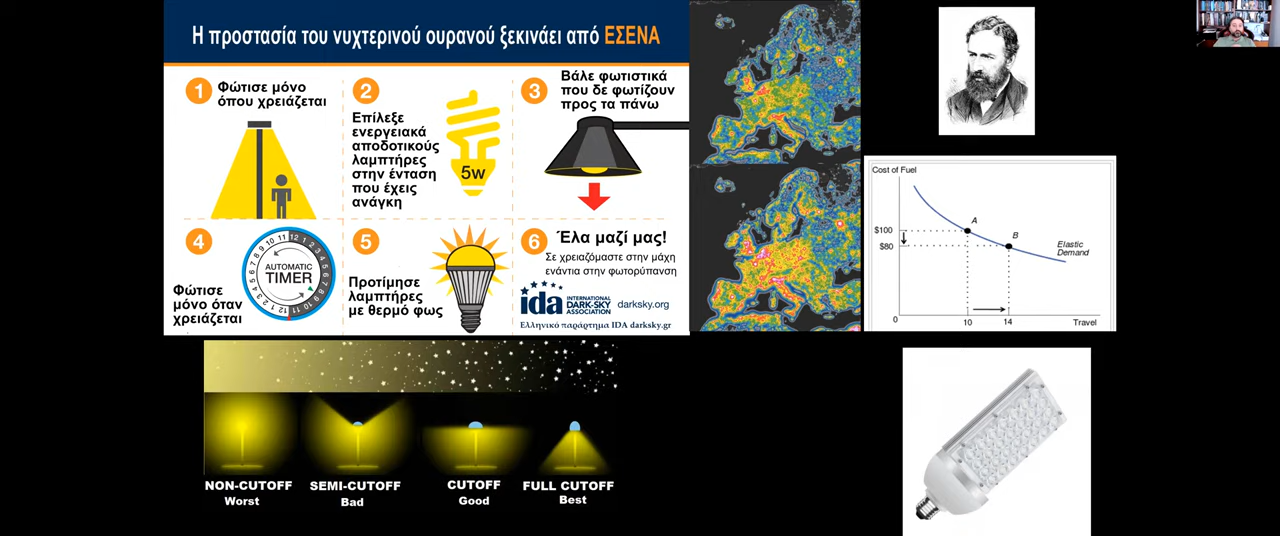 Η προστασία του νυχτερινού ουρανού ξεκινάει από ΕΣΕΝΑ
1
Φώτισε μόνο
όπου χρειάζεται
2
Επίλεξε
ενεργειακά
αποδοτικούς
λαμπτήρες
στην ένταση
που έχεις
ανάγκη
5w
3
Βάλε φωτιστικά
που δε φωτίζουν
προς τα πάνω
4
AUTOMATIC
TIMER
Φώτισε
μόνο όταν
χρειάζεται
5
Προτίμησε
λαμπτήρες
με θερμό φως
6
Έλα μαζί μας!
Σε χρειαζόμαστε στην μάχη
ενάντια στην φωτορύπανση
ida INTERNATIONAL
DARK-SKY
ASSOCIATION
darksky.org
Ελληνικό παράρτημα IDA darksky.gr
Cost of Fuel
$100
$80
A
B
Elastic
Demand
0
10
14
Travel
NON-CUTOFF
Worst
SEMI-CUTOFF
Bad
CUTOFF
Good
FULL CUTOFF
Best